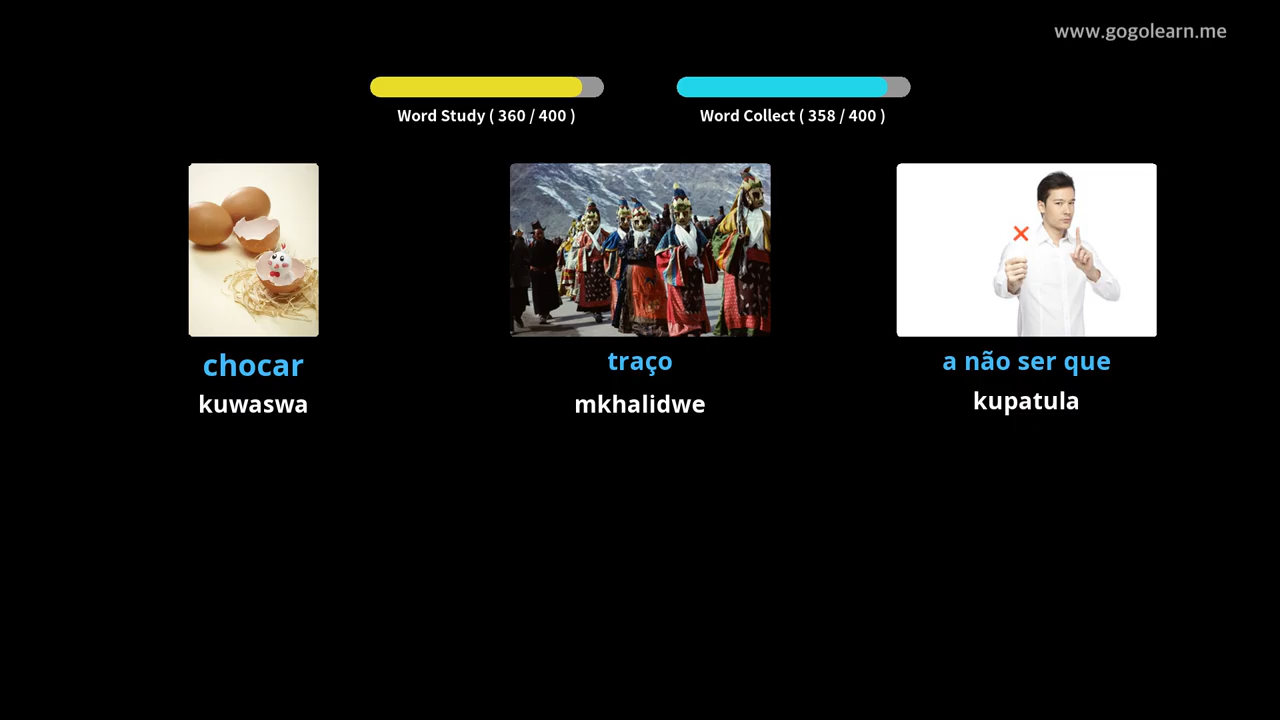 www.gogolearn.me
Word Study ( 360 / 400 )
Word Collect ( 358 / 400 )
chocar
traço
a não ser que
kuwaswa
mkhalidwe
kupatula